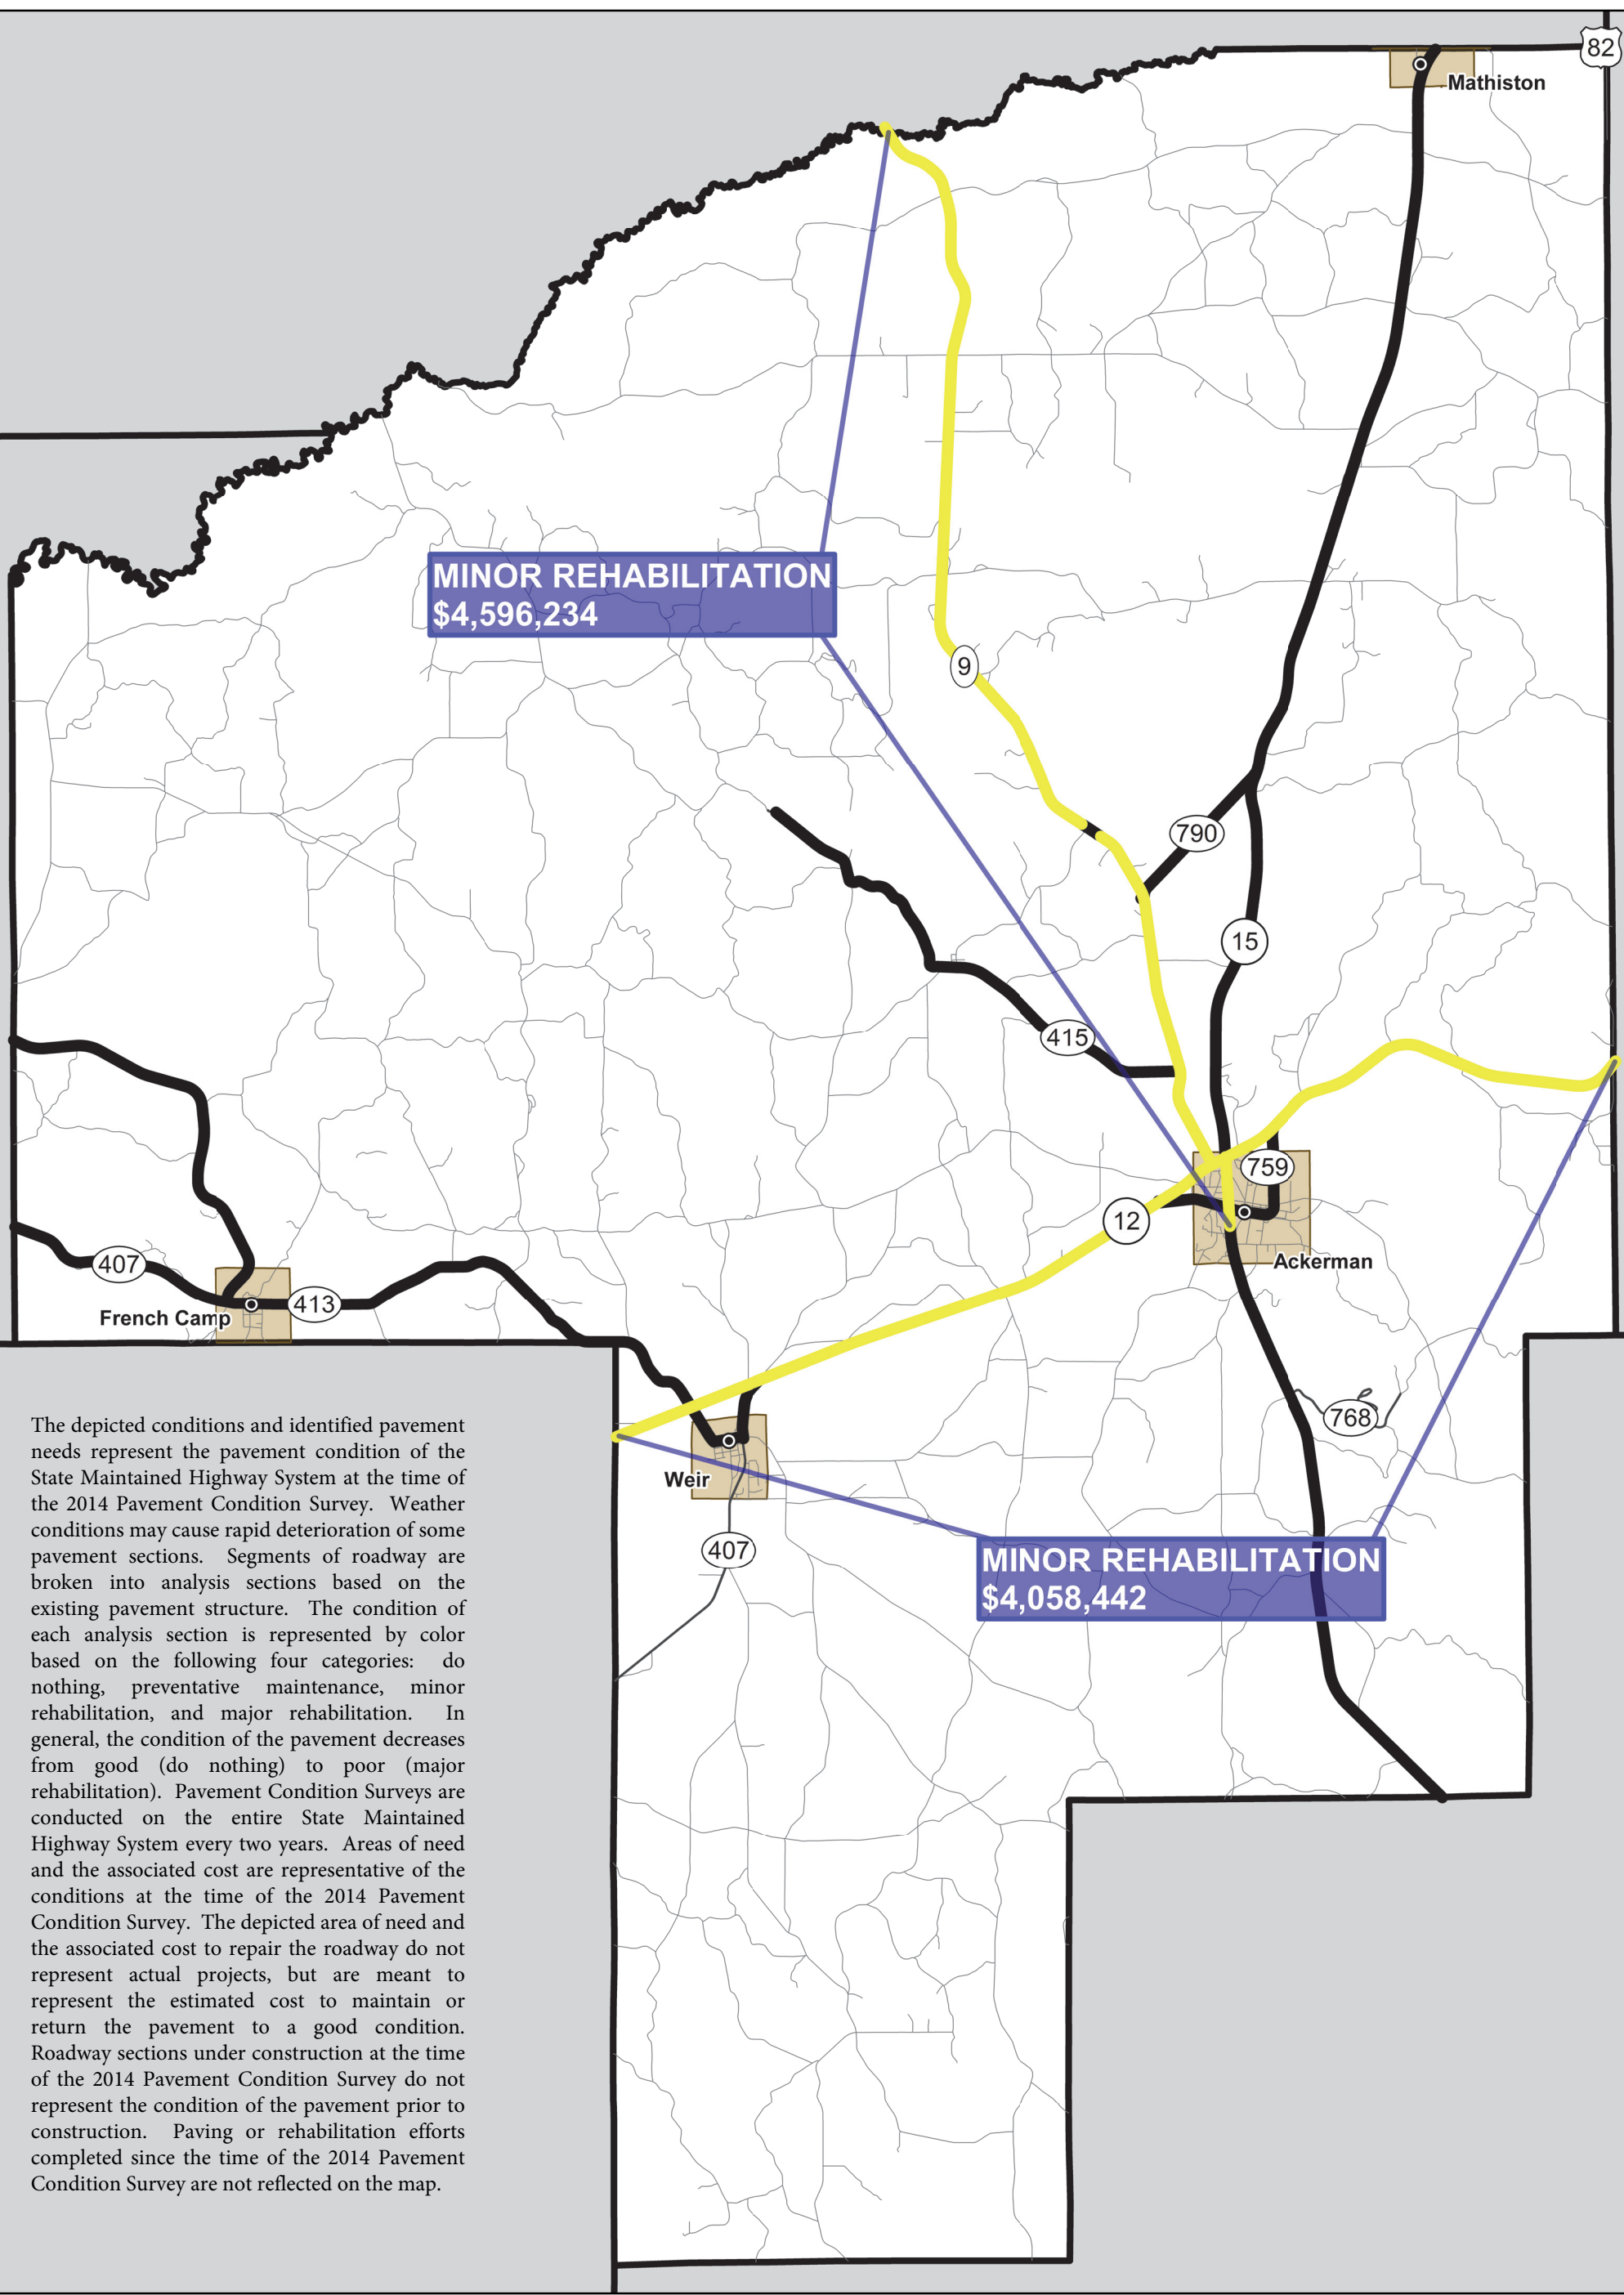 82
Mathiston
MINOR REHABILITATION
$4,596,234
9
790
15
415
759
12
Ackerman
407
French Camp
413
768
Weir
407
MINOR REHABILITATION
$4,058,442
The depicted conditions and identified pavement
needs represent the pavement condition of the
State Maintained Highway System at the time of
the 2014 Pavement Condition Survey. Weather
conditions may cause rapid deterioration of some
pavement sections. Segments of roadway are
broken into analysis sections based on the
existing pavement structure. The condition of
each analysis section is represented by color
based on the following four categories: do
nothing, preventative maintenance, minor
rehabilitation, and major rehabilitation. In
general, the condition of the pavement decreases
from good (do nothing) to poor (major
rehabilitation). Pavement Condition Surveys are
conducted on the entire State Maintained
Highway System every two years. Areas of need
and the associated cost are representative of the
conditions at the time of the 2014 Pavement
Condition Survey. The depicted area of need and
the associated cost to repair the roadway do not
represent actual projects, but are meant to
represent the estimated cost to maintain or
return the pavement to a good condition.
Roadway sections under construction at the time
of the 2014 Pavement Condition Survey do not
represent the condition of the pavement prior to
construction. Paving or rehabilitation efforts
completed since the time of the 2014 Pavement
Condition Survey are not reflected on the map.